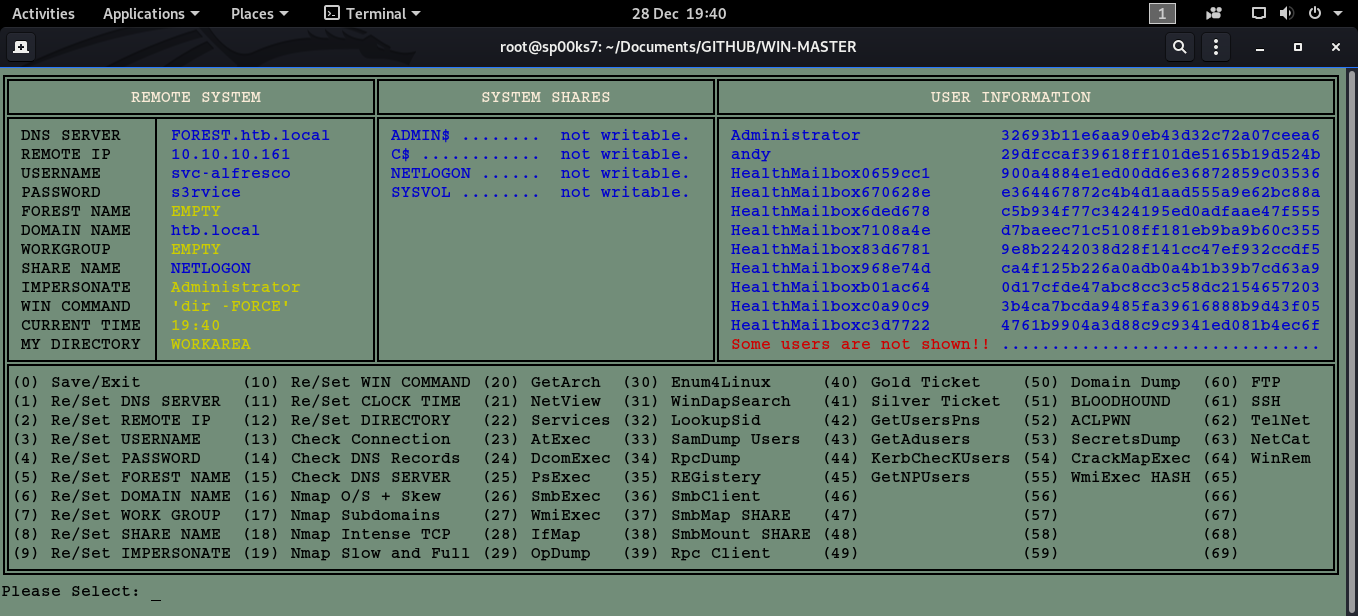 Activities Applications Places Terminal 28 Dec 19:40 1
root@sp00ks7: ~/Documents/GITHUB/WIN-MASTER
REMOTE SYSTEM SYSTEM SHARES USER INFORMATION
DNS SERVER FOREST.htb.local ADMIN$ ........ not writable. Administrator 32693b11e6aa90eb43d32c72a07ceea6
REMOTE IP 10.10.10.161 C$ ............ not writable. andy 29dfccaf39618ff101de5165b19d524b
USERNAME svc-alfresco NETLOGON ...... not writable. HealthMailbox0659cc1 900a4884e1ed00dd6e36872859c03536
PASSWORD s3rvice SYSVOL ........ not writable. HealthMailbox670628e e364467872c4b4d1aad555a9e62bc88a
FOREST NAME EMPTY HealthMailbox6ded678 c5b934f77c3424195ed0adfaae47f555
DOMAIN NAME htb.local HealthMailbox7108a4e d7baeec71c5108ff181eb9ba9b60c355
WORKGROUP EMPTY HealthMailbox83d6781 9e8b2242038d28f141cc47ef932ccdf5
SHARE NAME NETLOGON HealthMailbox968e74d ca4f125b226a0adb0a4b1b39b7cd63a9
IMPERSONATE Administrator HealthMailboxb01ac64 0d17cfde47abc8cc3c58dc2154657203
WIN COMMAND 'dir -FORCE' HealthMailboxc0a90c9 3b4ca7bcda9485fa39616888b9d43f05
CURRENT TIME 19:40 HealthMailboxc3d7722 4761b9904a3d88c9c9341ed081b4ec6f
MY DIRECTORY WORKAREA Some users are not shown!! ................................
(0) Save/Exit (10) Re/Set WIN COMMAND (20) GetArch (30) Enum4Linux (40) Gold Ticket (50) Domain Dump (60) FTP
(1) Re/Set DNS SERVER (11) Re/Set CLOCK TIME (21) NetView (31) WinDapSearch (41) Silver Ticket (51) BLOODHOUND (61) SSH
(2) Re/Set REMOTE IP (12) Re/Set DIRECTORY (22) Services (32) LookupSid (42) GetUsersPns (52) ACLPWN (62) TelNet
(3) Re/Set USERNAME (13) Check Connection (23) AtExec (33) SamDump Users (43) GetAdusers (53) SecretsDump (63) NetCat
(4) Re/Set PASSWORD (14) Check DNS Records (24) DcomExec (34) RpcDump (44) KerbChecKUsers (54) CrackMapExec (64) WinRem
(5) Re/Set FOREST NAME (15) Check DNS SERVER (25) PsExec (35) REGistery (45) GetNPUsers (55) WmiExec HASH (65)
(6) Re/Set DOMAIN NAME (16) Nmap O/S + Skew (26) SmbExec (36) SmbClient (46) (56) (66)
(7) Re/Set WORK GROUP (17) Nmap Subdomains (27) WmiExec (37) SmbMap SHARE (47) (57) (67)
(8) Re/Set SHARE NAME (18) Nmap Intense TCP (28) IfMap (38) SmbMount SHARE (48) (58) (68)
(9) Re/Set IMPERSONATE (19) Nmap Slow and Full (29) OpDump (39) Rpc Client (49) (59) (69)
Please Select: _